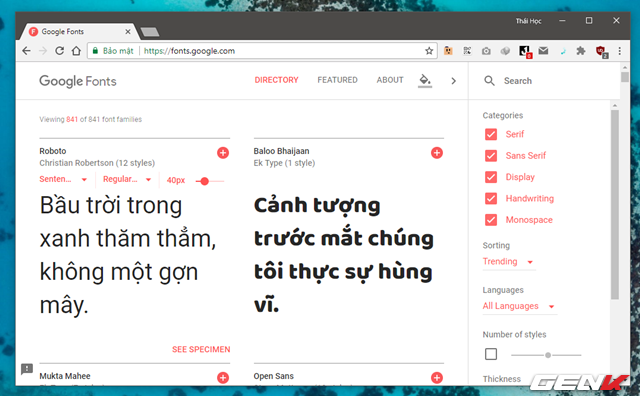 Thái Học
Google Fonts
Bảo mật
https://fonts.google.com
Google Fonts
DIRECTORY
FEATURED
ABOUT
Search
Viewing 841 of 841 font families
Roboto
Christian Robertson (12 styles)
Senten...
Regular...
40px
Bầu trời trong
xanh thăm thẳm,
không một gợn
mây.
SEE SPECIMEN
Baloo Bhaijaan
Ek Type (1 style)
Cảnh tượng
trước mắt chúng
tôi thực sự hùng
vĩ.
Mukta Mahee
Open Sans
Categories
Serif
Sans Serif
Display
Handwriting
Monospace
Sorting
Trending
Languages
All Languages
Number of styles
Thickness
GENK